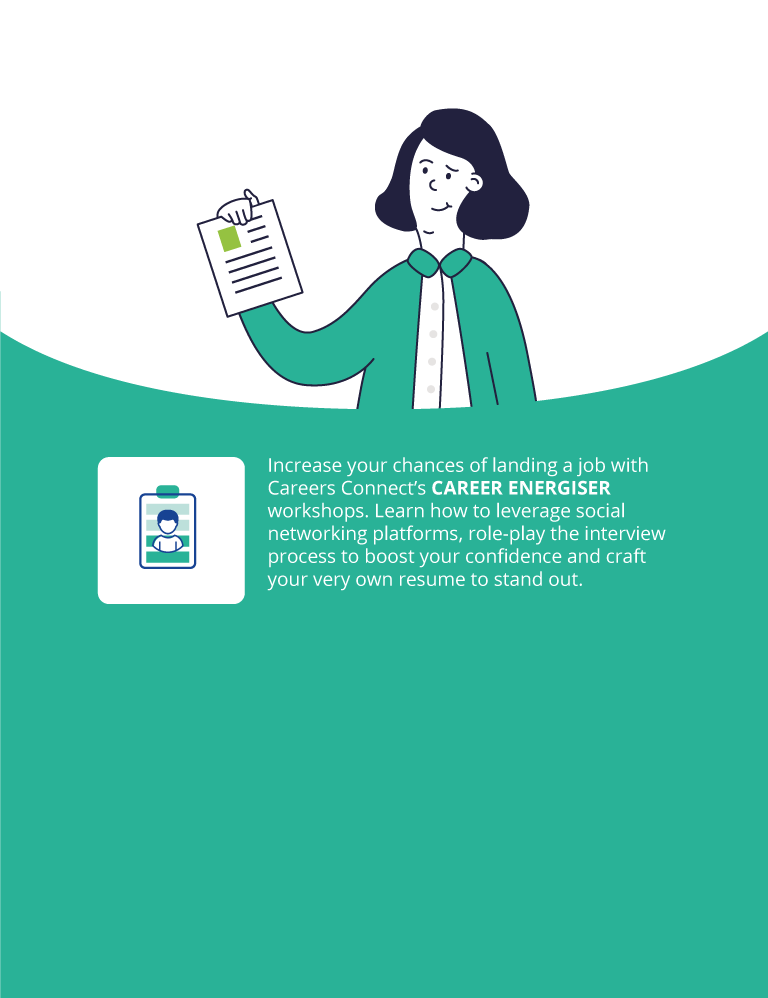 Increase your chances of landing a job with
Careers Connect’s CAREER ENERGISER
workshops. Learn how to leverage social
networking platforms, role-play the interview
process to boost your confidence and craft
your very own resume to stand out.